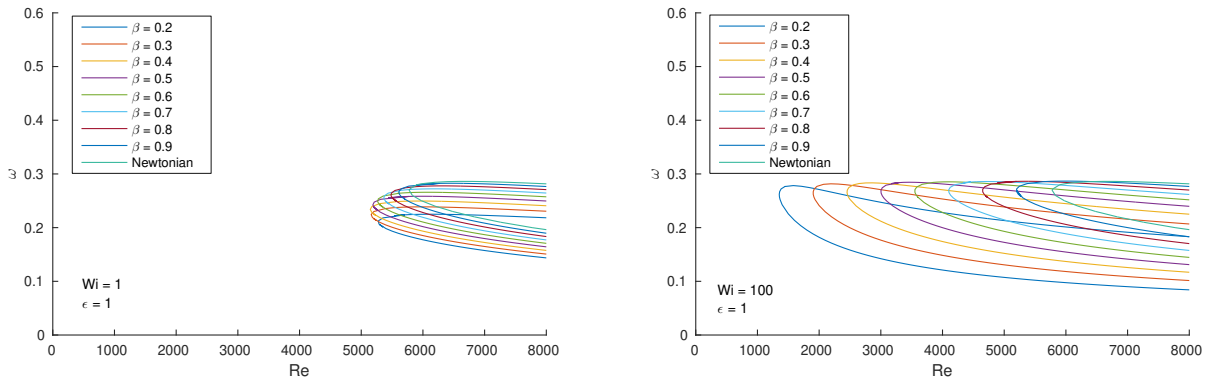 0.6
0.5
0.4
0.3
0.2
0.1
0
ω
β = 0.2
β = 0.3
β = 0.4
β = 0.5
β = 0.6
β = 0.7
β = 0.8
β = 0.9
Newtonian
Wi = 1
ϵ = 1
0 1000 2000 3000 4000 5000 6000 7000 8000
Re
0.6
0.5
0.4
0.3
0.2
0.1
0
ω
β = 0.2
β = 0.3
β = 0.4
β = 0.5
β = 0.6
β = 0.7
β = 0.8
β = 0.9
Newtonian
Wi = 100
ϵ = 1
0 1000 2000 3000 4000 5000 6000 7000 8000
Re